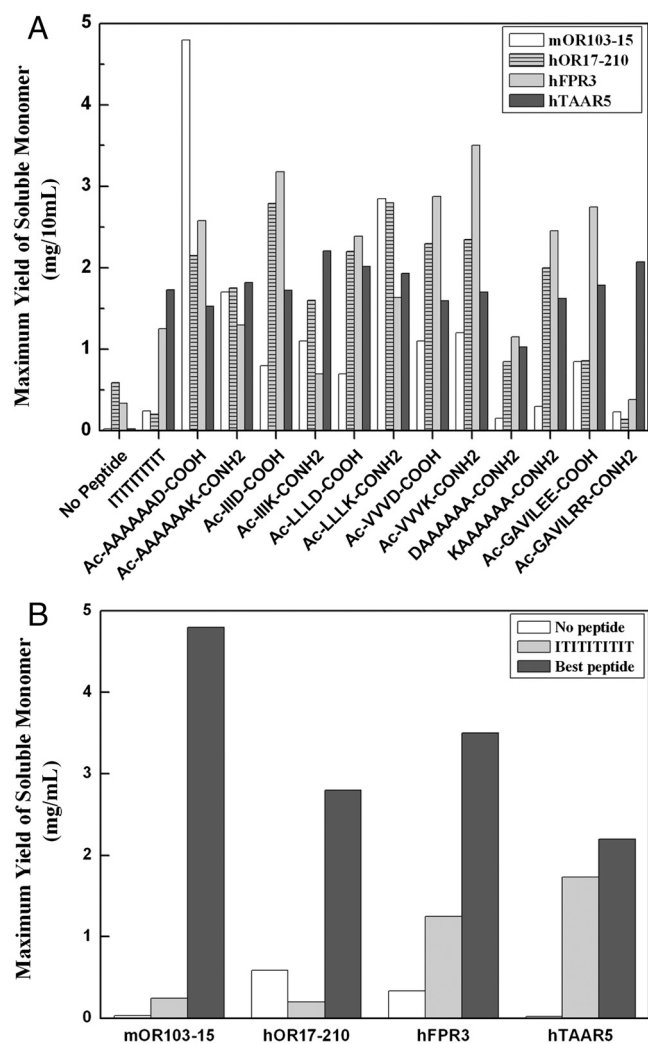 A
Maximum Yield of Soluble Monomer
(mg/10mL)
5
4
3
2
1
0
mOR103-15
hOR17-210
hFPR3
hTAAR5
No Peptide
ITITITITIT
Ac-AAAAAAD-COOH
Ac-AAAAAAK-CONH2
Ac-IIID-COOH
Ac-IIIK-CONH2
Ac-LLLD-COOH
Ac-LLLK-CONH2
Ac-VVVD-COOH
Ac-VVVK-CONH2
DAAAAAA-CONH2
KAAAAAA-CONH2
Ac-GAVILEE-COOH
Ac-GAVILRR-CONH2
B
Maximum Yield of Soluble Monomer
(mg/mL)
5
4
3
2
1
0
No peptide
ITITITITIT
Best peptide
mOR103-15
hOR17-210
hFPR3
hTAAR5